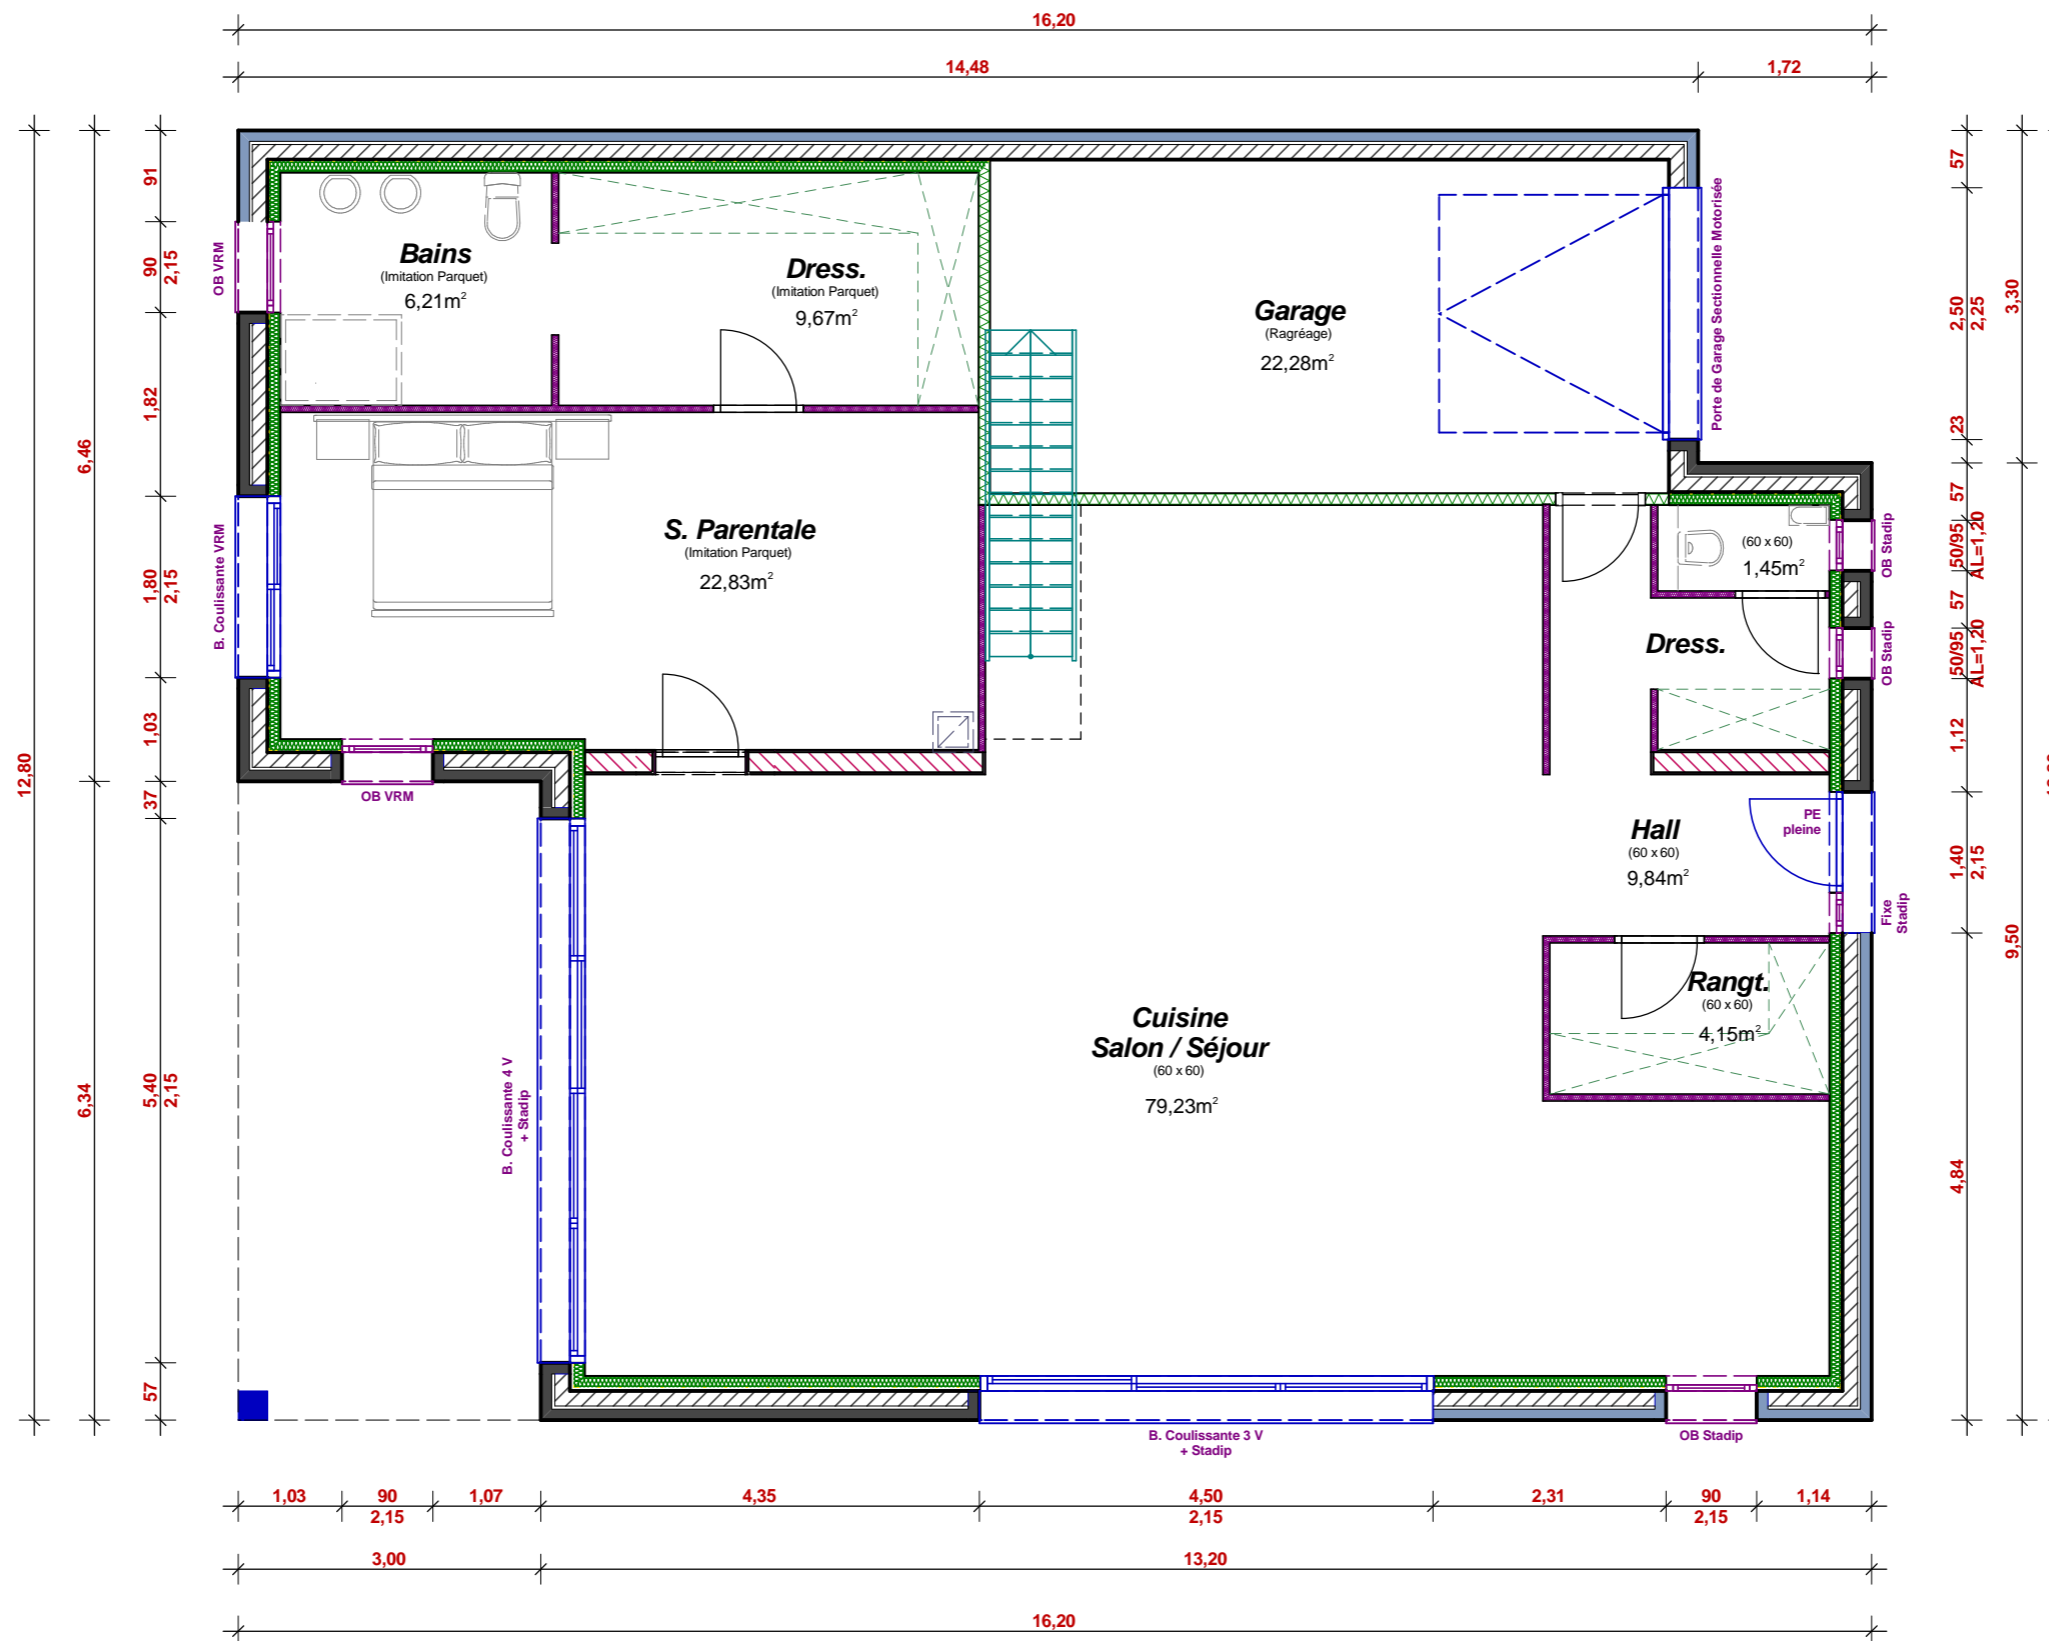 16,20
14,48
1,72
12,80
6,46
6,34
91
90
2,15
1,82
1,80
2,15
1,03
37
5,40
2,15
57
OB VRM
B. Coulissante VRM
Bains
(Imitation Parquet)
6,21m²
Dress.
(Imitation Parquet)
9,67m²
Garage
(Ragréage)
22,28m²
Porte de Garage Sectionnelle Motorisée
S. Parentale
(Imitation Parquet)
22,83m²
(60 x 60)
1,45m²
Dress.
OB Stadip
OB Stadip
OB VRM
PE
pleine
Hall
(60 x 60)
9,84m²
Fixe
Stadip
Rangt.
(60 x 60)
4,15m²
Cuisine
Salon / Séjour
(60 x 60)
79,23m²
B. Coulissante 4 V
+ Stadip
B. Coulissante 3 V
+ Stadip
OB Stadip
57
2,50
2,25
23
57
50/95
AL=1,20
57
50/95
AL=1,20
1,12
1,40
2,15
4,84
3,30
9,50
1,03
90
2,15
1,07
4,35
4,50
2,15
2,31
90
2,15
1,14
3,00
13,20
16,20